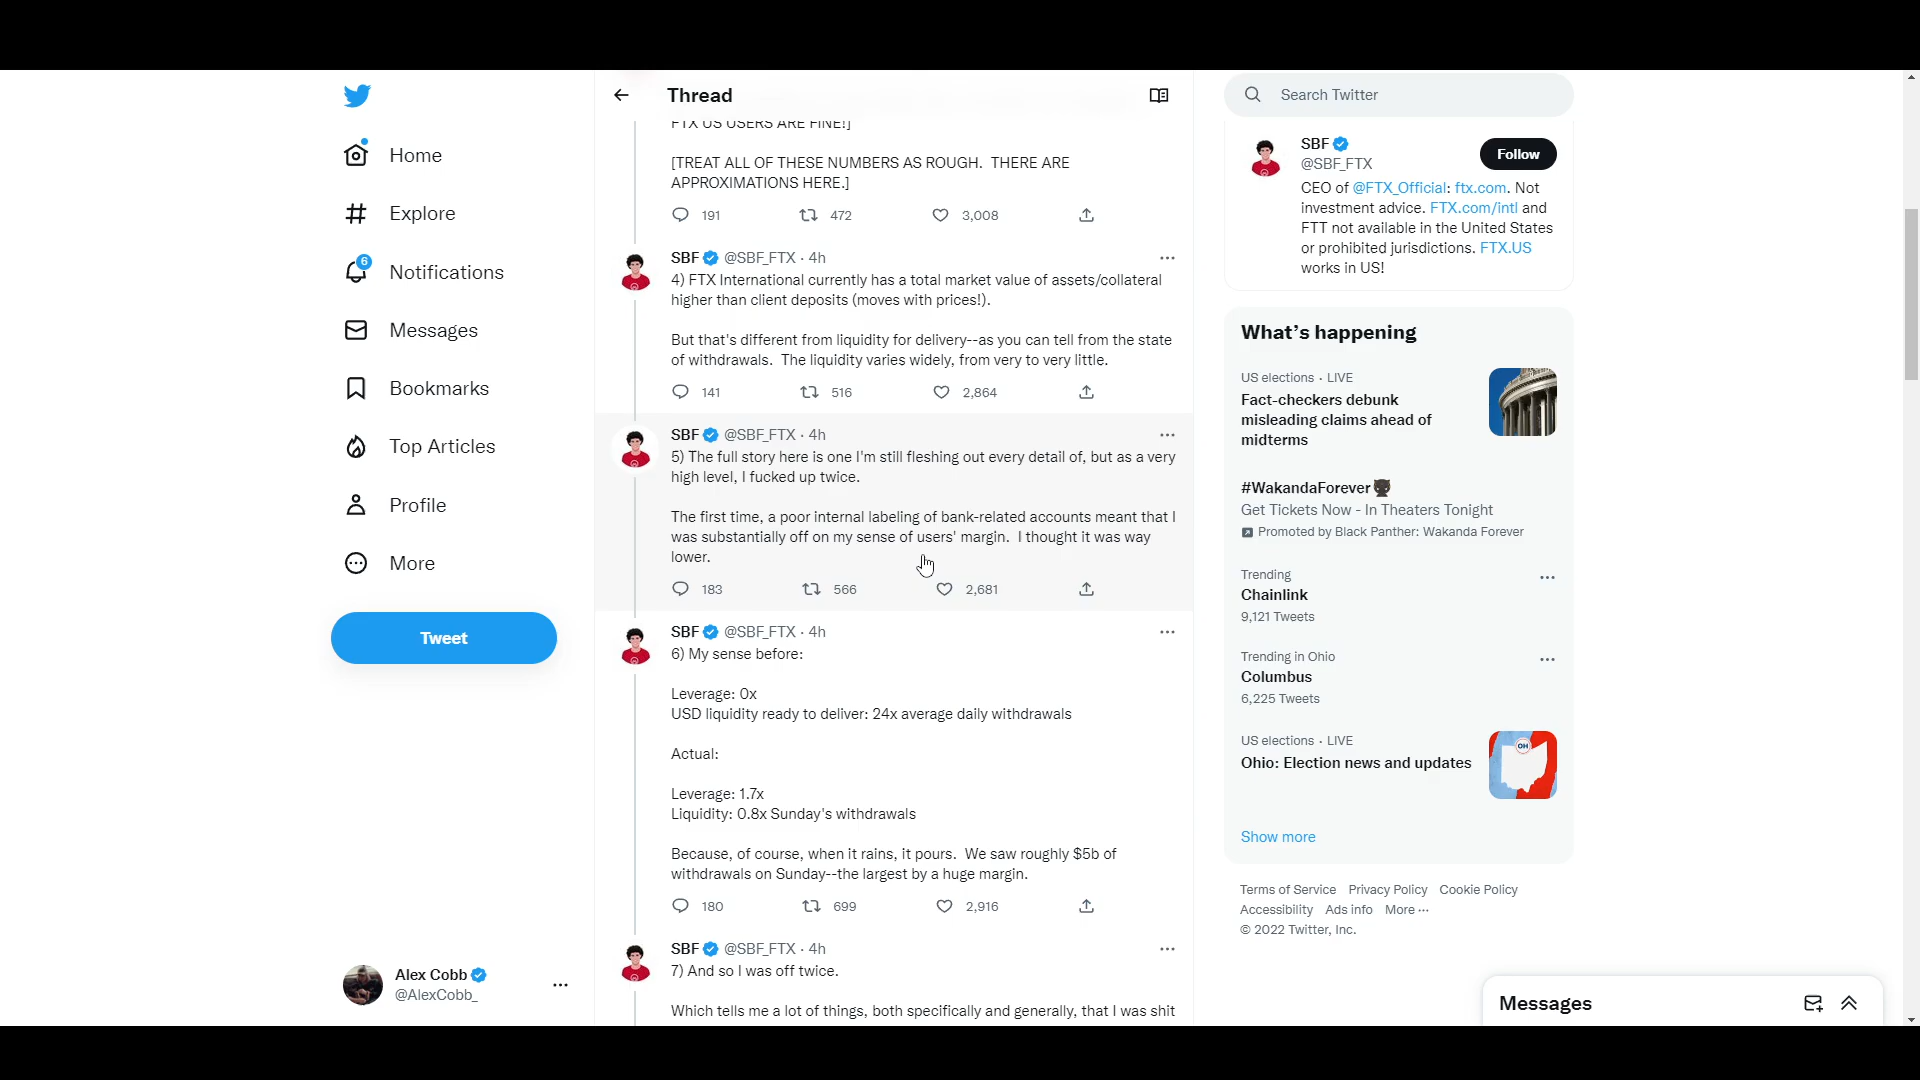 Home
Explore
6
Notifications
Messages
Bookmarks
Top Articles
Profile
More
Tweet
Alex Cobb
@AlexCobb_
Thread
FTX US USERS ARE FINE!]
[TREAT ALL OF THESE NUMBERS AS ROUGH. THERE ARE
APPROXIMATIONS HERE.]
191 472 3,008
SBF @SBF_FTX · 4h
4) FTX International currently has a total market value of assets/collateral
higher than client deposits (moves with prices!).
But that's different from liquidity for delivery--as you can tell from the state
of withdrawals. The liquidity varies widely, from very to very little.
141 516 2,864
SBF @SBF_FTX · 4h
5) The full story here is one I'm still fleshing out every detail of, but as a very
high level, I fucked up twice.
The first time, a poor internal labeling of bank-related accounts meant that I
was substantially off on my sense of users' margin. I thought it was way
lower.
183 566 2,681
SBF @SBF_FTX · 4h
6) My sense before:
Leverage: 0x
USD liquidity ready to deliver: 24x average daily withdrawals
Actual:
Leverage: 1.7x
Liquidity: 0.8x Sunday's withdrawals
Because, of course, when it rains, it pours. We saw roughly $5b of
withdrawals on Sunday--the largest by a huge margin.
180 699 2,916
SBF @SBF_FTX · 4h
7) And so I was off twice.
Which tells me a lot of things, both specifically and generally, that I was shit
Search Twitter
SBF
@SBF_FTX
Follow
CEO of @FTX_Official: ftx.com. Not
investment advice. FTX.com/intl and
FTT not available in the United States
or prohibited jurisdictions. FTX.US
works in US!
What's happening
US elections · LIVE
Fact-checkers debunk
misleading claims ahead of
midterms
#WakandaForever
Get Tickets Now - In Theaters Tonight
Promoted by Black Panther: Wakanda Forever
Trending
Chainlink
9,121 Tweets
Trending in Ohio
Columbus
6,225 Tweets
US elections · LIVE
Ohio: Election news and updates
OH
Show more
Terms of Service Privacy Policy Cookie Policy
Accessibility Ads info More ···
© 2022 Twitter, Inc.
Messages